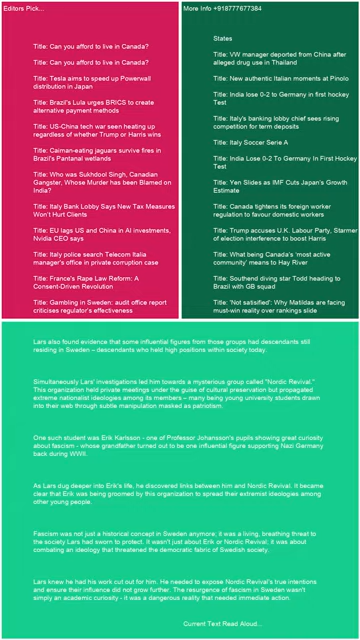 Editors Pick...
Title: Can you afford to live in Canada?
Title: Can you afford to live in Canada?
Title: Tesla aims to speed up Powerwall
distribution in Japan
Title: Brazil's Lula urges BRICS to create
alternative payment methods
Title: US-China tech war seen heating up
regardless of whether Trump or Harris wins
Title: Caiman-eating jaguars survive fires in
Brazil's Pantanal wetlands
Title: Who was Sukhdool Singh, Canadian
Gangster, Whose Murder has been Blamed on
India?
Title: Italy Bank Lobby Says New Tax Measures
Won't Hurt Clients
Title: EU lags US and China in AI investments,
Nvidia CEO says
Title: Italy police search Telecom Italia
manager's office in private corruption case
Title: France's Rape Law Reform: A
Consent-Driven Revolution
Title: Gambling in Sweden: audit office report
criticises regulator's effectiveness
More Info +918777677384
States
Title: VW manager deported from China after
alleged drug use in Thailand
Title: New authentic Italian moments at Pinolo
Title: India lose 0-2 to Germany in first hockey
Test
Title: Italy's banking lobby chief sees rising
competition for term deposits
Title: Italy Soccer Serie A
Title: India Lose 0-2 To Germany In First Hockey
Test
Title: Yen Slides as IMF Cuts Japan's Growth
Estimate
Title: Canada tightens its foreign worker
regulation to favour domestic workers
Title: Trump accuses U.K. Labour Party, Starmer
of election interference to boost Harris
Title: What being Canada's 'most active
community' means to Hay River
Title: Southend diving star Todd heading to
Brazil with GB squad
Title: 'Not satisfied': Why Matildas are facing
must-win reality over rankings slide
Lars also found evidence that some influential figures from those groups had descendants still
residing in Sweden – descendants who held high positions within society today.
Simultaneously Lars' investigations led him towards a mysterious group called "Nordic Revival."
This organization held private meetings under the guise of cultural preservation but propagated
extreme nationalist ideologies among its members – many being young university students drawn
into their web through subtle manipulation masked as patriotism.
One such student was Erik Karlsson - one of Professor Johansson's pupils showing great curiosity
about fascism - whose grandfather turned out to be one influential figure supporting Nazi Germany
back during WWII.
As Lars dug deeper into Erik's life, he discovered links between him and Nordic Revival. It became
clear that Erik was being groomed by this organization to spread their extremist ideologies among
other young people.
Fascism was not just a historical concept in Sweden anymore; it was a living, breathing threat to
the society Lars had sworn to protect. It wasn't just about Erik or Nordic Revival; it was about
combating an ideology that threatened the democratic fabric of Swedish society.
Lars knew he had his work cut out for him. He needed to expose Nordic Revival's true intentions
and ensure their influence did not grow further. The resurgence of fascism in Sweden wasn't
simply an academic curiosity - it was a dangerous reality that needed immediate action.
Current Text Read Aloud...